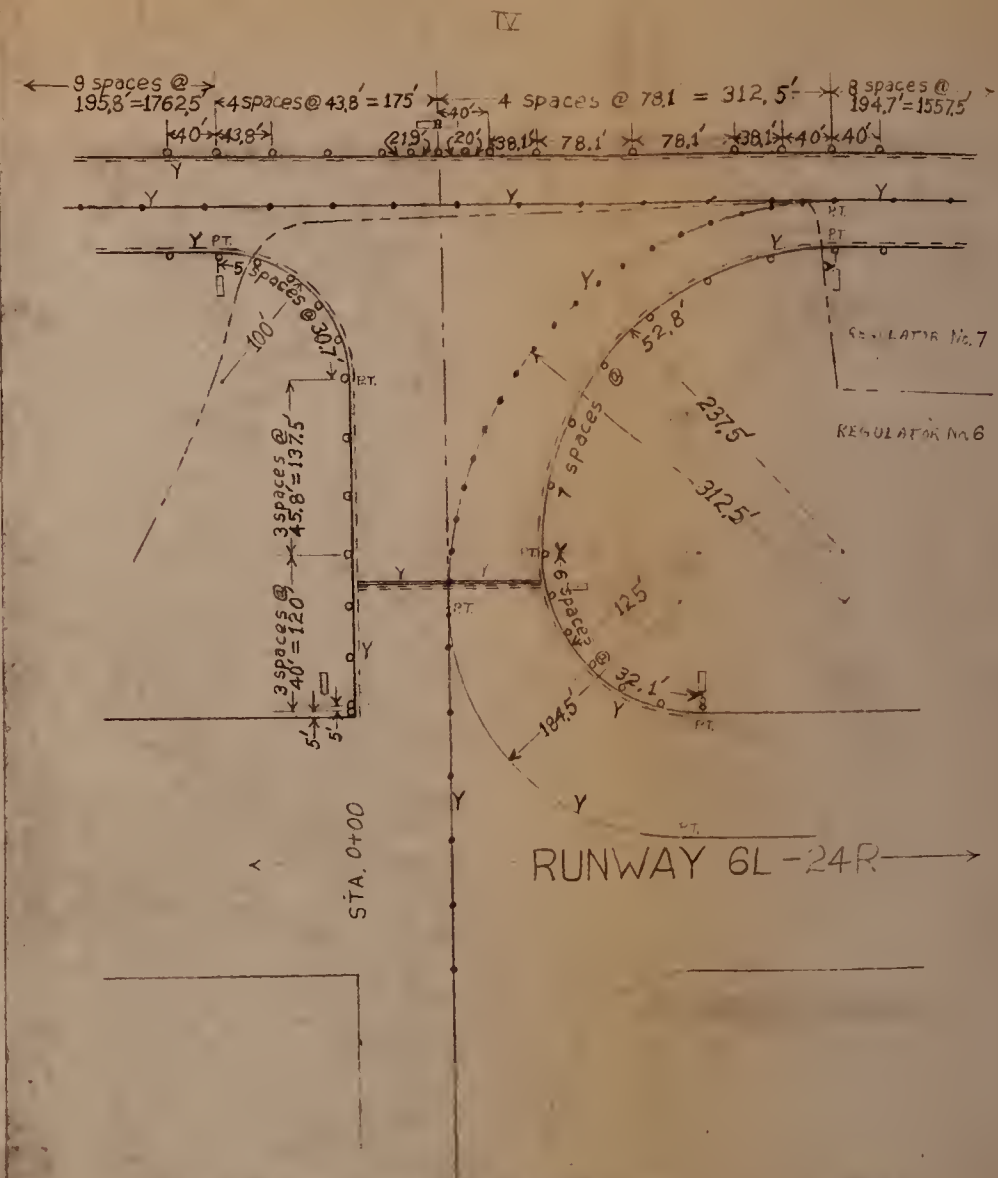 IV
9 spaces @
195,8'=1762,5'
4 spaces @ 43,8'=175'
4 spaces @ 78,1 = 312,5'
8 spaces @
194,7'=1557,5'
40'
40' 43,8' (21,9') (20') 38,1' 78,1' 78,1' 38,1' 40' 40'
Y
Y Y Y
P.T.
Y P.T. Y P.T.
5 spaces @ 30,7'
100'
P.T.
Y
52,8'
7 spaces @
REGULATOR No. 7
REGULATOR No. 6
237,5'
312,5'
3 spaces @
45,8'=137,5'
3 spaces @
40'=120'
P.T.
Y Y
P.T.
spaces @
32,1'
125'
Y
Y
P.T.
184,5'
5'
5'
Y
Y
P.T.
STA. 0+00
RUNWAY 6L-24R